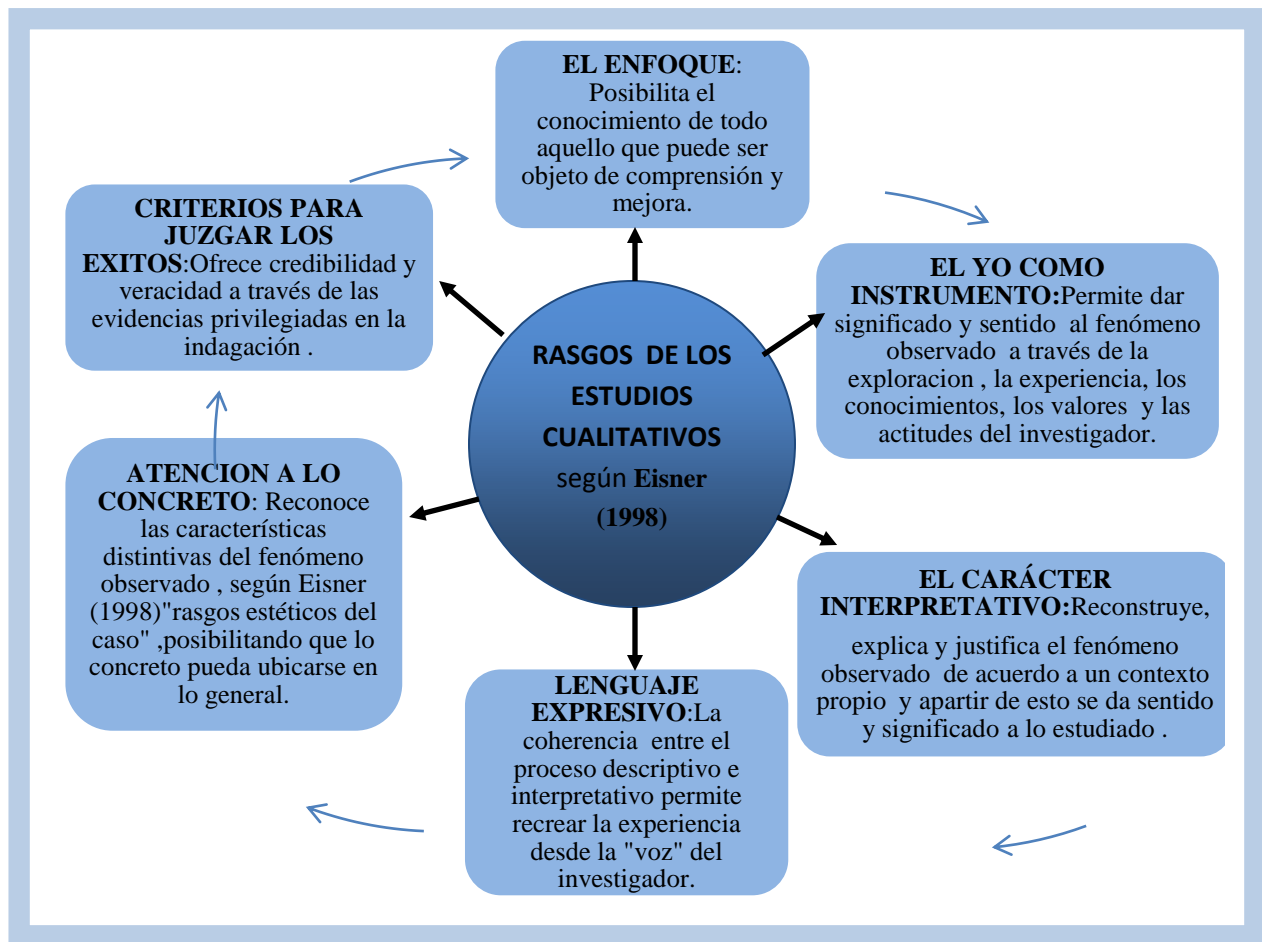 EL ENFOQUE:
Posibilita el
conocimiento de todo
aquello que puede ser
objeto de comprensión y
mejora.
EL YO COMO
INSTRUMENTO:Permite dar
significado y sentido al fenómeno
observado a través de la
exploracion , la experiencia, los
conocimientos, los valores y las
actitudes del investigador.
EL CARÁCTER
INTERPRETATIVO:Reconstruye,
explica y justifica el fenómeno
observado de acuerdo a un contexto
propio y apartir de esto se da sentido
y significado a lo estudiado .
LENGUAJE
EXPRESIVO:La
coherencia entre el
proceso descriptivo e
interpretativo permite
recrear la experiencia
desde la "voz" del
investigador.
ATENCION A LO
CONCRETO: Reconoce
las características
distintivas del fenómeno
observado , según Eisner
(1998)"rasgos estéticos del
caso" ,posibilitando que lo
concreto pueda ubicarse en
lo general.
CRITERIOS PARA
JUZGAR LOS
EXITOS:Ofrece credibilidad y
veracidad a través de las
evidencias privilegiadas en la
indagación .
RASGOS DE LOS
ESTUDIOS
CUALITATIVOS
según Eisner
(1998)